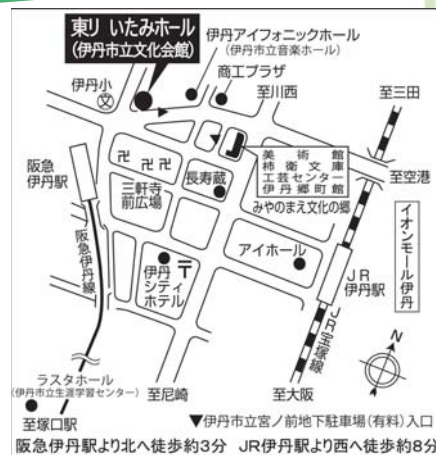 東リ いたみホール
(伊丹市立文化会館)
伊丹アイフォニックホール
(伊丹市立音楽ホール)
商工プラザ
伊丹小
文
至川西
至三田
美術館
柿衛文庫
工芸センター
伊丹郷町館
至空港
阪急
伊丹駅
卍 卍 卍
三軒寺
前広場
長寿蔵
みやのまえ文化の郷
イオンモール伊丹
アイホール
阪急伊丹線
伊丹
シティ
ホテル
〒
JR
伊丹駅
JR宝塚線
N
ラスタホール
(伊丹市立生涯学習センター)
至塚口駅
至尼崎
至大阪
▼伊丹市立宮ノ前地下駐車場(有料)入口
阪急伊丹駅より北へ徒歩約3分 JR伊丹駅より西へ徒歩約8分